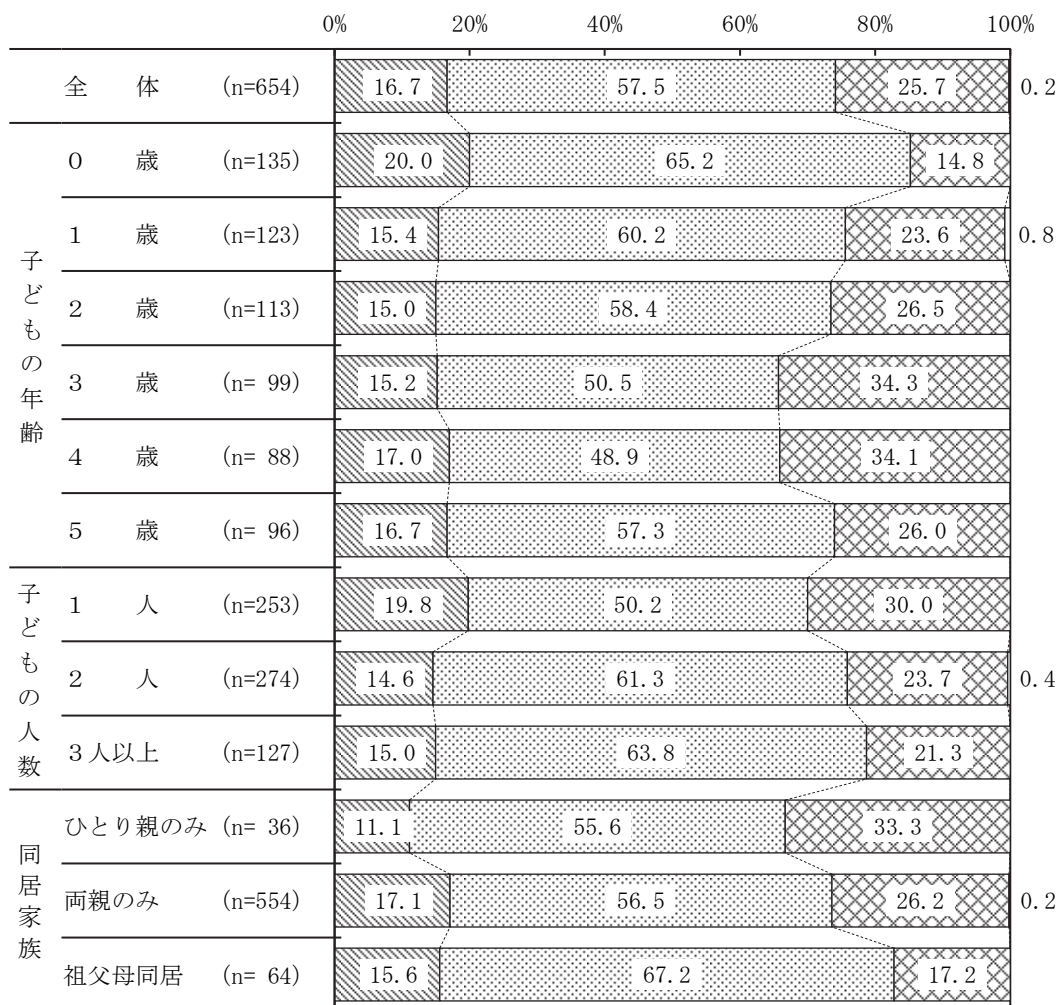 0% 20% 40% 60% 80% 100%
全　　体 (n=654) 16.7 57.5 25.7 0.2
子どもの年齢
０　　歳 (n=135) 20.0 65.2 14.8
１　　歳 (n=123) 15.4 60.2 23.6 0.8
２　　歳 (n=113) 15.0 58.4 26.5
３　　歳 (n= 99) 15.2 50.5 34.3
４　　歳 (n= 88) 17.0 48.9 34.1
５　　歳 (n= 96) 16.7 57.3 26.0
子どもの人数
１　　人 (n=253) 19.8 50.2 30.0
２　　人 (n=274) 14.6 61.3 23.7 0.4
３人以上 (n=127) 15.0 63.8 21.3
同居家族
ひとり親のみ (n= 36) 11.1 55.6 33.3
両親のみ (n=554) 17.1 56.5 26.2 0.2
祖父母同居 (n= 64) 15.6 67.2 17.2